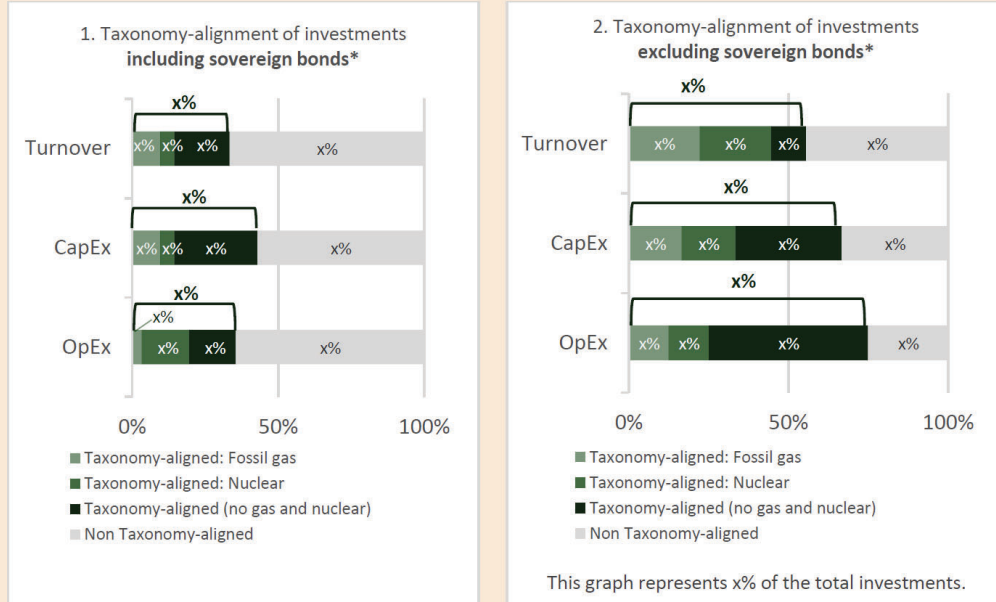 1. Taxonomy-alignment of investments
including sovereign bonds*
x%
Turnover
x% x% x% x%
x%
CapEx
x% x% x% x%
x%
x%
OpEx
x% x% x%
0% 50% 100%
Taxonomy-aligned: Fossil gas
Taxonomy-aligned: Nuclear
Taxonomy-aligned (no gas and nuclear)
Non Taxonomy-aligned
2. Taxonomy-alignment of investments
excluding sovereign bonds*
x%
Turnover
x% x% x% x%
x%
CapEx
x% x% x% x%
x%
OpEx
x% x% x% x%
0% 50% 100%
Taxonomy-aligned: Fossil gas
Taxonomy-aligned: Nuclear
Taxonomy-aligned (no gas and nuclear)
Non Taxonomy-aligned
This graph represents x% of the total investments.